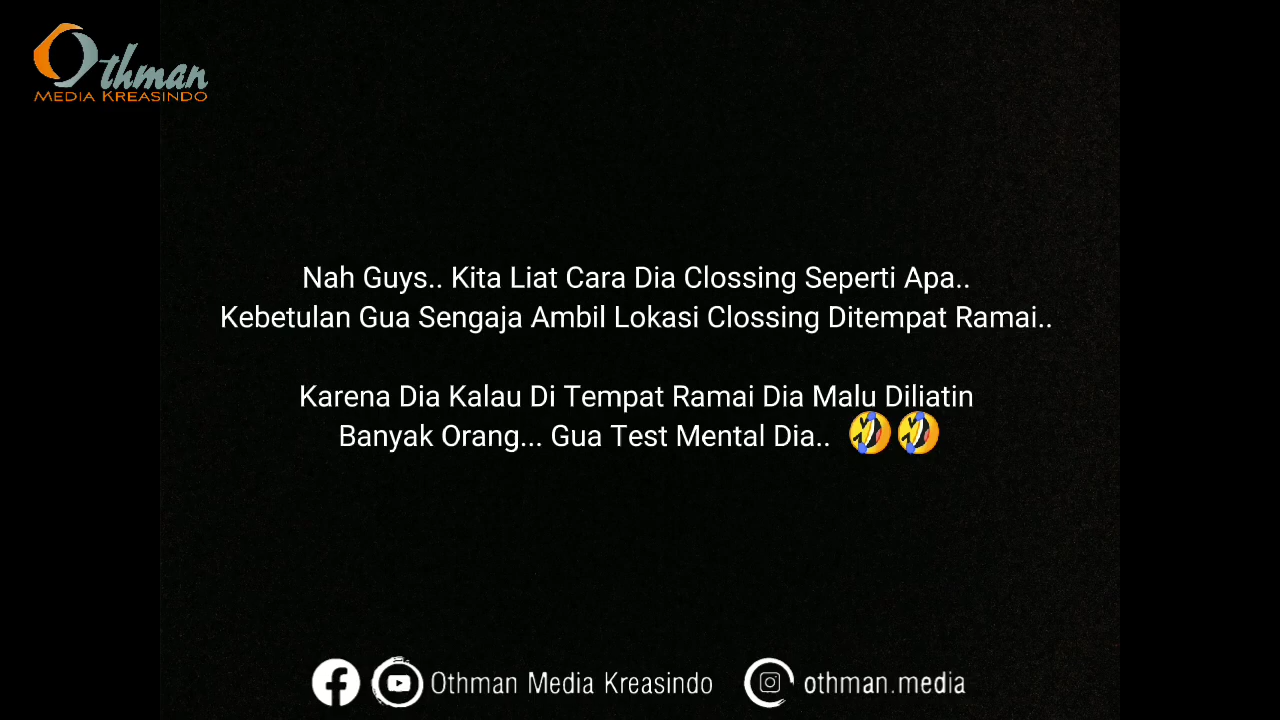 Othman
MEDIA KREASINDO
Nah Guys.. Kita Liat Cara Dia Clossing Seperti Apa..
Kebetulan Gua Sengaja Ambil Lokasi Clossing Ditempat Ramai..
Karena Dia Kalau Di Tempat Ramai Dia Malu Diliatin
Banyak Orang... Gua Test Mental Dia.. 🤣🤣
Othman Media Kreasindo
othman.media